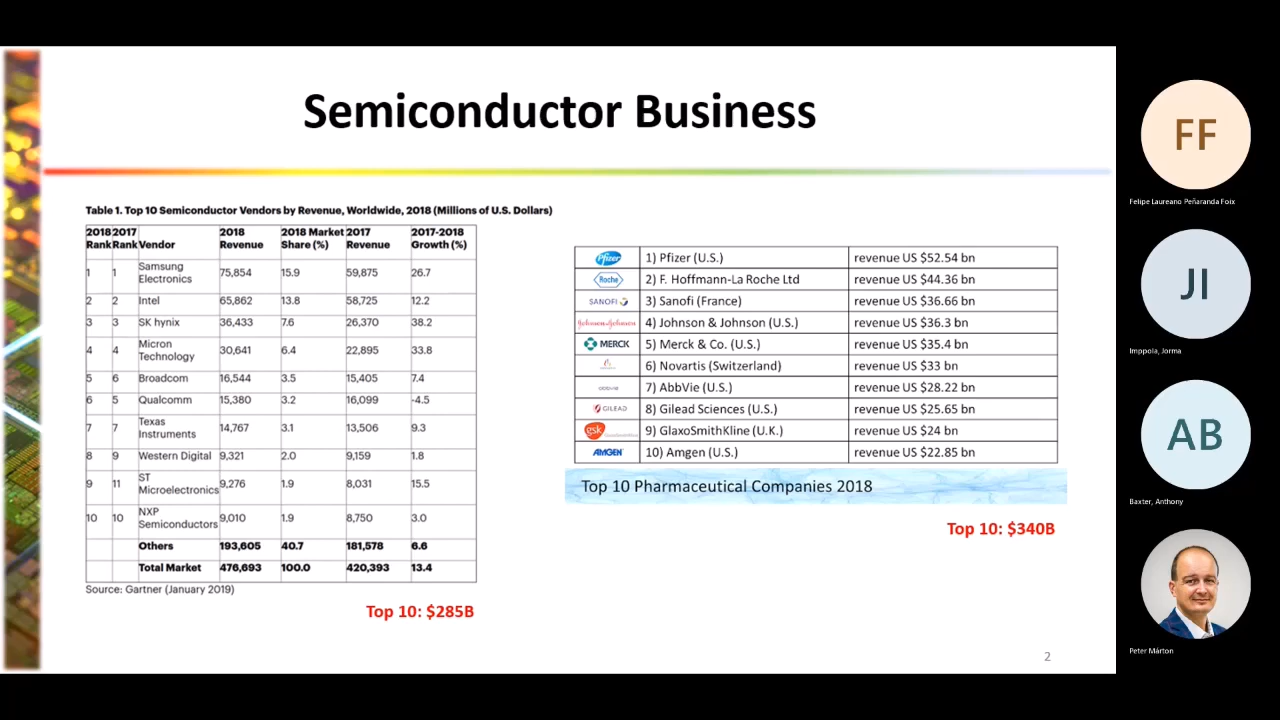 Semiconductor Business
Table 1. Top 10 Semiconductor Vendors by Revenue, Worldwide, 2018 (Millions of U.S. Dollars)
2018 Rank 2017 Rank Vendor 2018 Revenue 2018 Market Share (%) 2017 Revenue 2017-2018 Growth (%)
1 1 Samsung Electronics 75,854 15.9 59,875 26.7
2 2 Intel 65,862 13.8 58,725 12.2
3 3 SK hynix 36,433 7.6 26,370 38.2
4 4 Micron Technology 30,641 6.4 22,895 33.8
5 6 Broadcom 16,544 3.5 15,405 7.4
6 5 Qualcomm 15,380 3.2 16,099 -4.5
7 7 Texas Instruments 14,767 3.1 13,506 9.3
8 9 Western Digital 9,321 2.0 9,159 1.8
9 11 ST Microelectronics 9,276 1.9 8,031 15.5
10 10 NXP Semiconductors 9,010 1.9 8,750 3.0
Others 193,605 40.7 181,578 6.6
Total Market 476,693 100.0 420,393 13.4
Source: Gartner (January 2019)
Top 10: $285B
Pfizer 1) Pfizer (U.S.) revenue US $52.54 bn
Roche 2) F. Hoffmann-La Roche Ltd revenue US $44.36 bn
SANOFI 3) Sanofi (France) revenue US $36.66 bn
Johnson & Johnson 4) Johnson & Johnson (U.S.) revenue US $36.3 bn
MERCK 5) Merck & Co. (U.S.) revenue US $35.4 bn
6) Novartis (Switzerland) revenue US $33 bn
abbvie 7) AbbVie (U.S.) revenue US $28.22 bn
GILEAD 8) Gilead Sciences (U.S.) revenue US $25.65 bn
gsk GlaxoSmithKline 9) GlaxoSmithKline (U.K.) revenue US $24 bn
AMGEN 10) Amgen (U.S.) revenue US $22.85 bn
Top 10 Pharmaceutical Companies 2018
Top 10: $340B
2
FF
Felipe Laureano Peñaranda Foix
JI
Imppola, Jorma
AB
Baxter, Anthony
Peter Márton